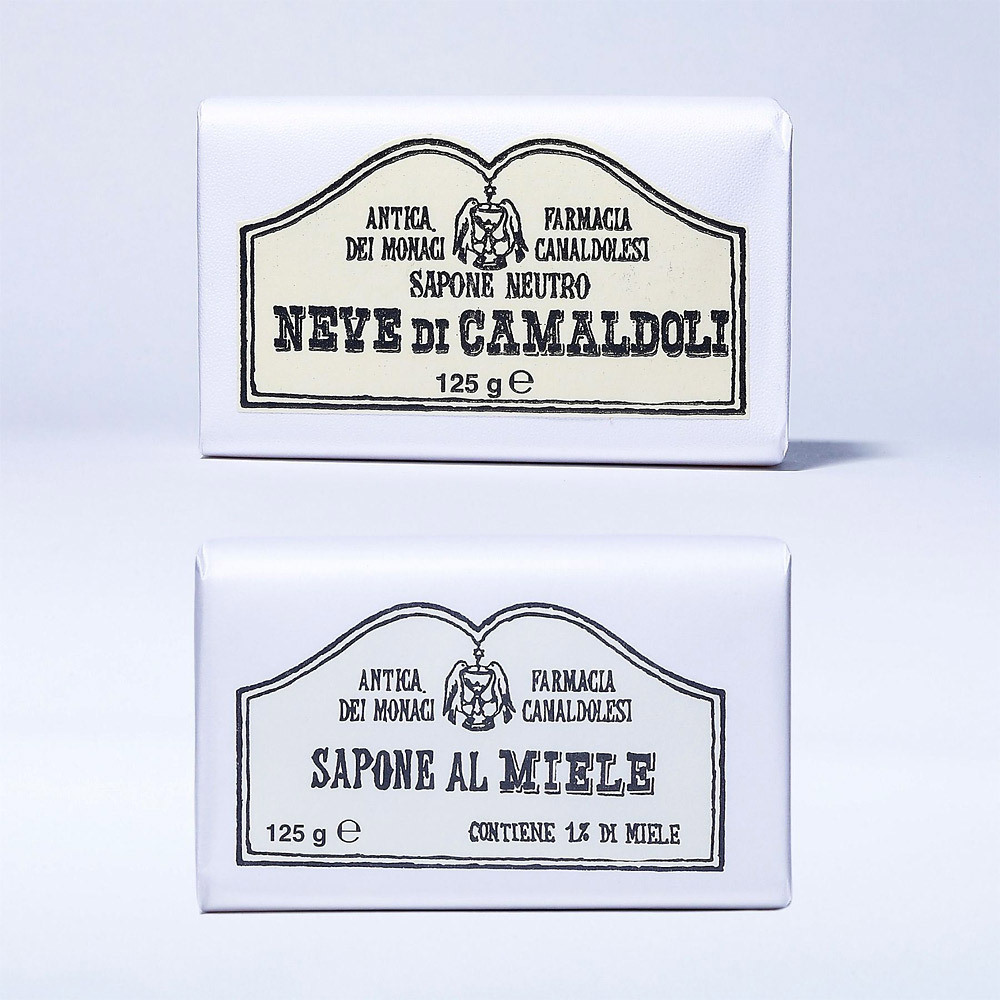 ANTICA FARMACIA
DEI MONACI CAMALDOLESI
SAPONE NEUTRO
NEVE DI CAMALDOLI
125 g ℮
ANTICA FARMACIA
DEI MONACI CAMALDOLESI
SAPONE AL MIELE
125 g ℮ CONTIENE 1% DI MIELE